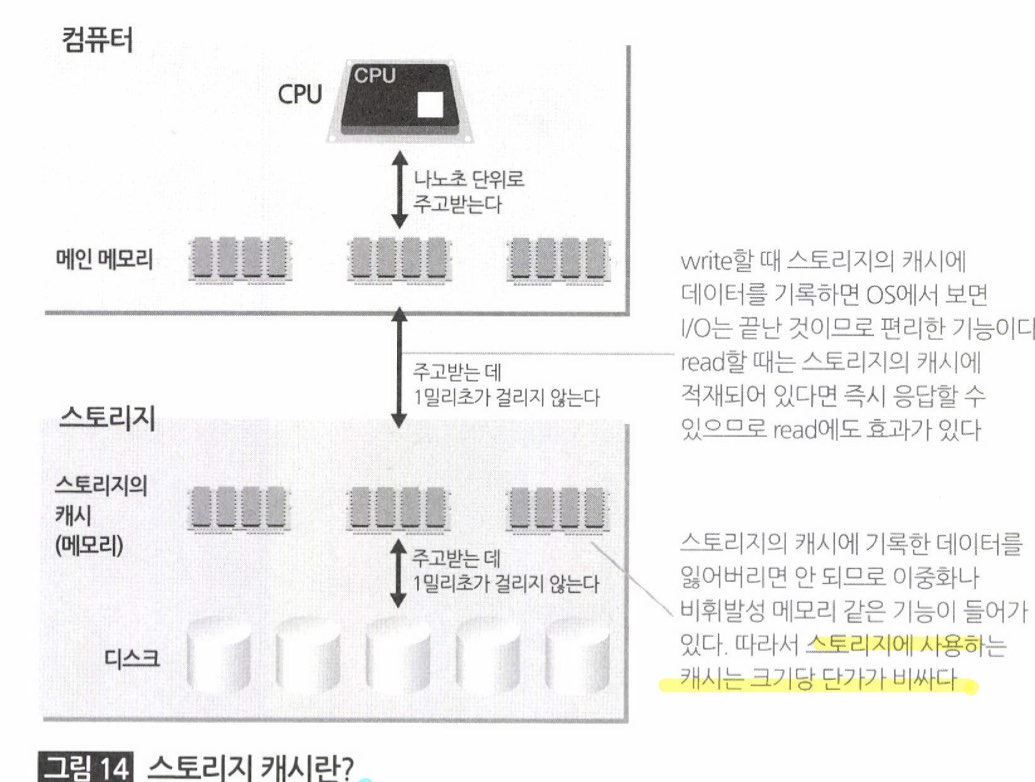 컴퓨터
CPU
CPU
나노초 단위로
주고받는다
메인 메모리
write할 때 스토리지의 캐시에
데이터를 기록하면 OS에서 보면
I/O는 끝난 것이므로 편리한 기능이다
read할 때는 스토리지의 캐시에
적재되어 있다면 즉시 응답할 수
있으므로 read에도 효과가 있다
주고받는 데
1밀리초가 걸리지 않는다
스토리지
스토리지의
캐시
(메모리)
주고받는 데
1밀리초가 걸리지 않는다
스토리지의 캐시에 기록한 데이터를
잃어버리면 안 되므로 이중화나
비휘발성 메모리 같은 기능이 들어가
있다. 따라서 스토리지에 사용하는
캐시는 크기당 단가가 비싸다
디스크
그림 14 스토리지 캐시란?